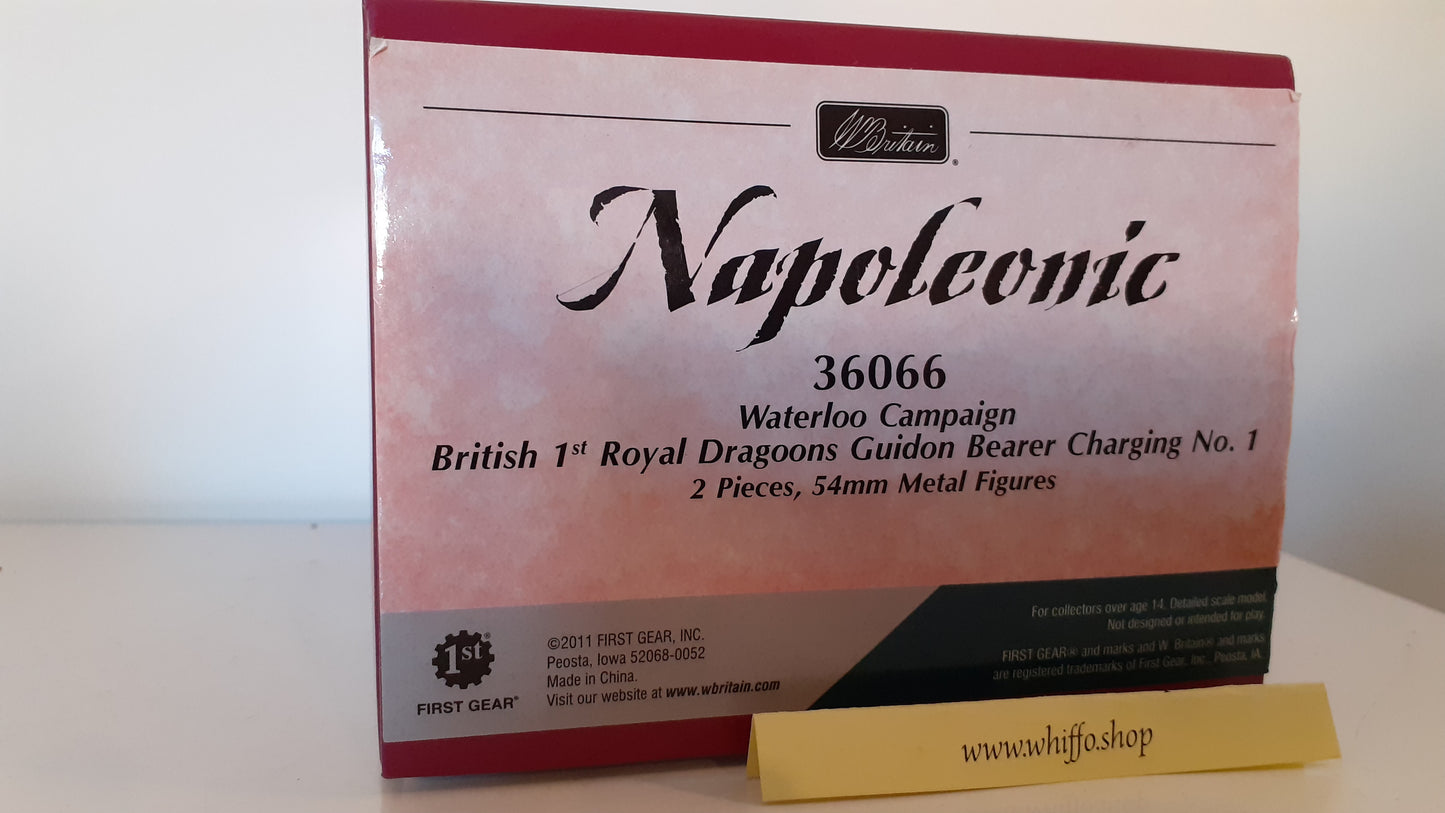 WBritain®
Napoleonic
36066
Waterloo Campaign
British 1st Royal Dragoons Guidon Bearer Charging No. 1
2 Pieces, 54mm Metal Figures
1st®
FIRST GEAR®
©2011 FIRST GEAR, INC.
Peosta, Iowa 52068-0052
Made in China.
Visit our website at www.wbritain.com
For collectors over age 14. Detailed scale model.
Not designed or intended for play.
FIRST GEAR® and marks and W. Britain® and marks
are registered trademarks of First Gear, Inc., Peosta, IA.
www.whiffo.shop